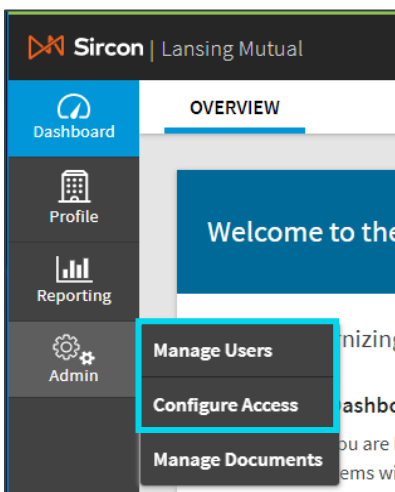 Sircon | Lansing Mutual
Dashboard
OVERVIEW
Profile
Welcome to the
Reporting
Admin
Manage Users
Configure Access
Manage Documents